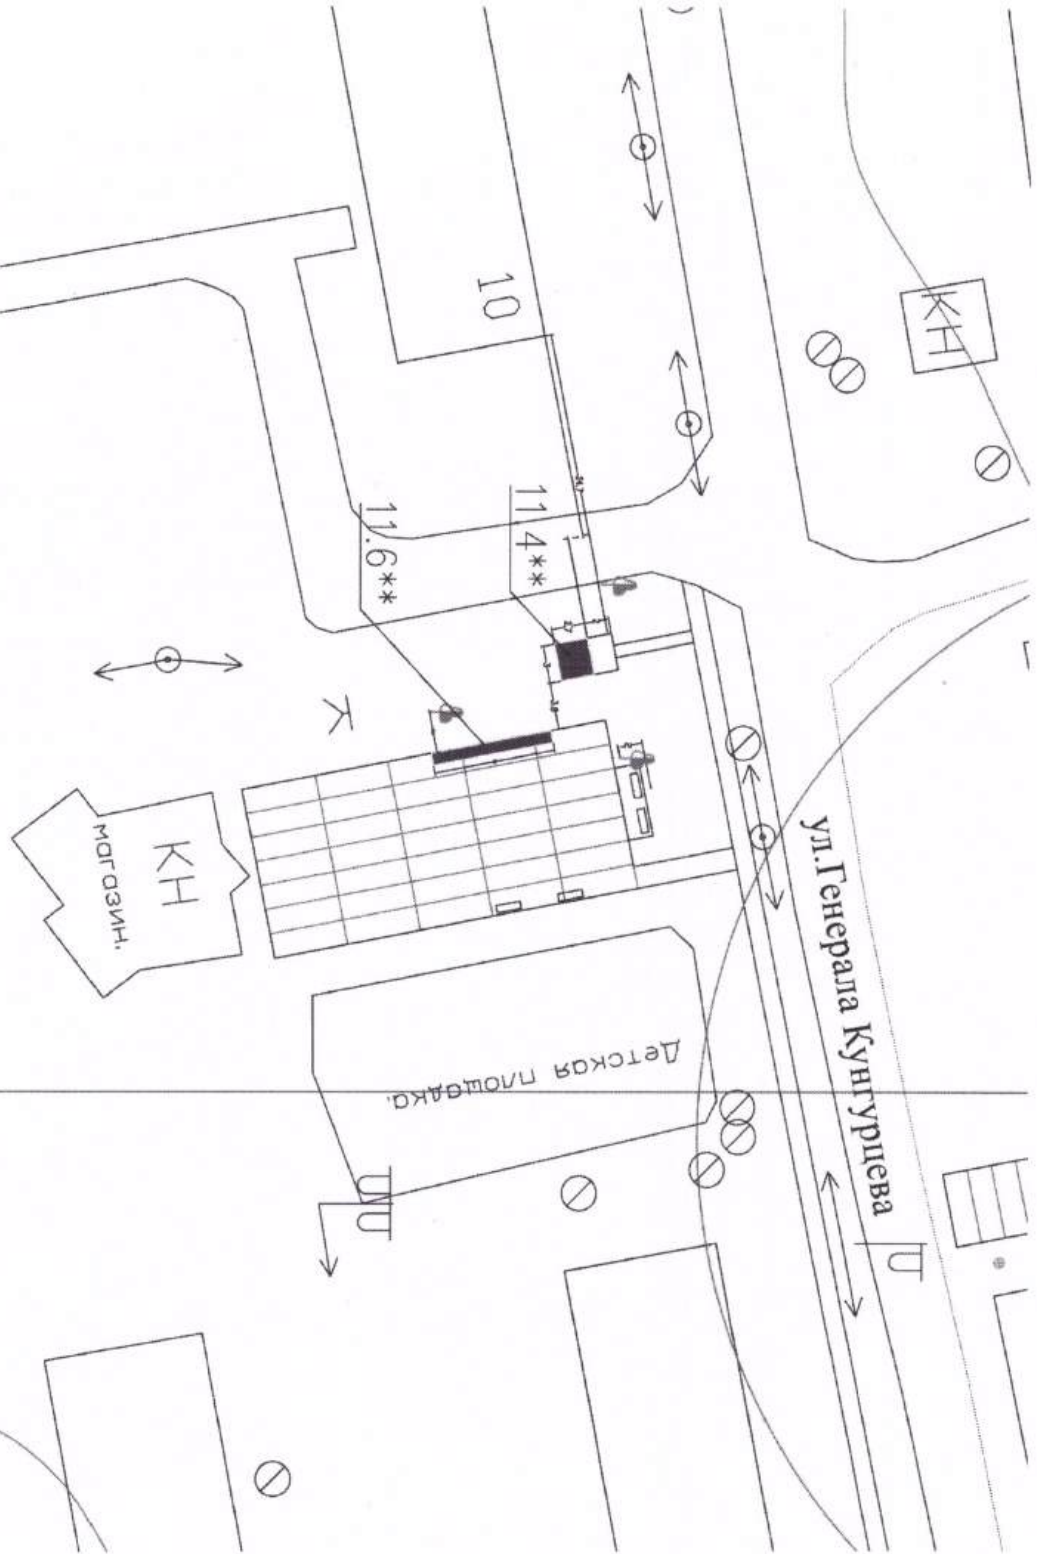 КН
10
11.4**
11.6**
К
КН
магазин.
ул.Генерала Кунгурцева
Детская площадка.